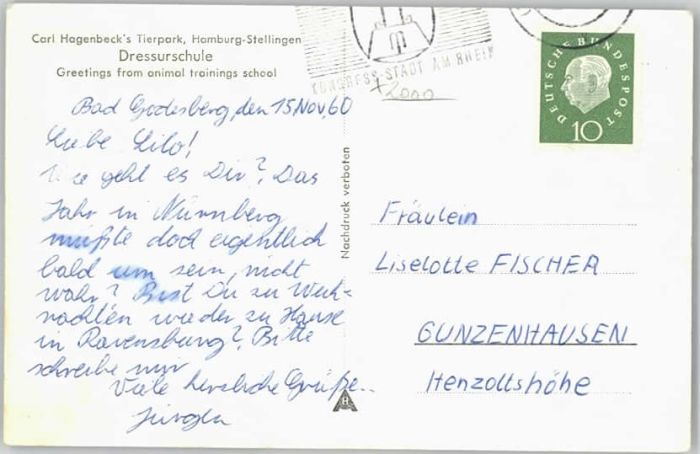 Carl Hagenbeck's Tierpark, Hamburg-Stellingen
Dressurschule
Greetings from animal trainings school
KONGRESS-STADT AM RHEIN
DEUTSCHE BUNDESPOST
10
Bad Godesberg, den 15 Nov. 60
Liebe Lilo!
Wie geht es Dir? Das
Jahr in Nürnberg
müßte doch eigentlich
bald um sein, nicht
wahr? Bist Du zu Weih-
nachten wieder zu Hause
in Ravensburg? Bitte
schreibe mir
Viele herzliche Grüße..
Jürgen
Nachdruck verboten
Fräulein
Liselotte FISCHER
GUNZENHAUSEN
Henzoltshöhe